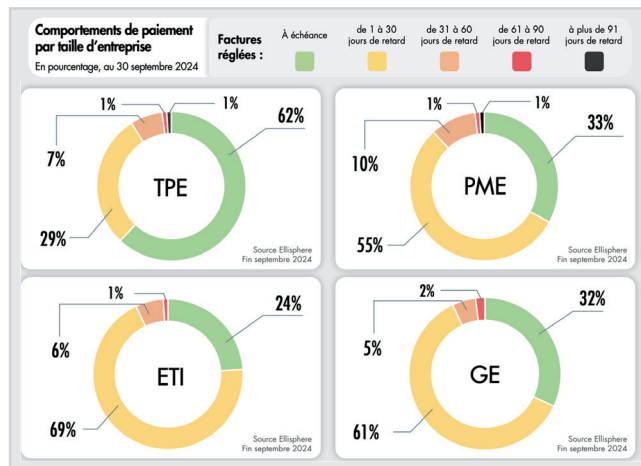 Comportements de paiement
par taille d'entreprise
En pourcentage, au 30 septembre 2024
Factures
réglées :
À échéance
de 1 à 30
jours de retard
de 31 à 60
jours de retard
de 61 à 90
jours de retard
à plus de 91
jours de retard
1%
1%
62%
7%
TPE
29%
Source Ellisphere
Fin septembre 2024
1%
1%
33%
10%
PME
55%
Source Ellisphere
Fin septembre 2024
1%
24%
6%
ETI
69%
Source Ellisphere
Fin septembre 2024
2%
32%
5%
GE
61%
Source Ellisphere
Fin septembre 2024